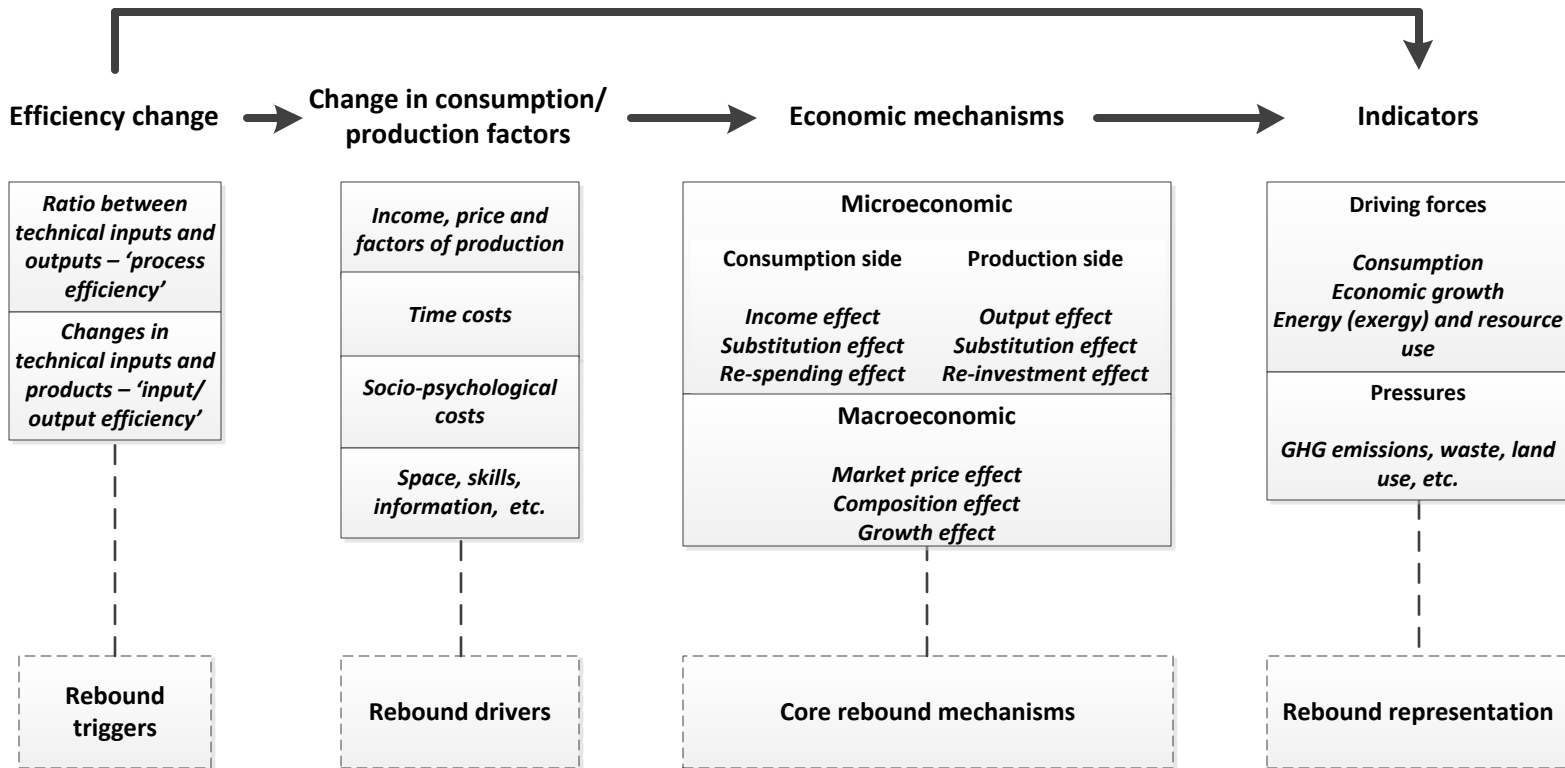 Efficiency change
Change in consumption/
production factors
Economic mechanisms
Indicators
Ratio between
technical inputs and
outputs – ‘process
efficiency’
Changes in
technical inputs and
products – ‘input/
output efficiency’
Income, price and
factors of production
Time costs
Socio-psychological
costs
Space, skills,
information, etc.
Microeconomic
Consumption side
Income effect
Substitution effect
Re-spending effect
Production side
Output effect
Substitution effect
Re-investment effect
Macroeconomic
Market price effect
Composition effect
Growth effect
Driving forces
Consumption
Economic growth
Energy (exergy) and resource
use
Pressures
GHG emissions, waste, land
use, etc.
Rebound
triggers
Rebound drivers
Core rebound mechanisms
Rebound representation